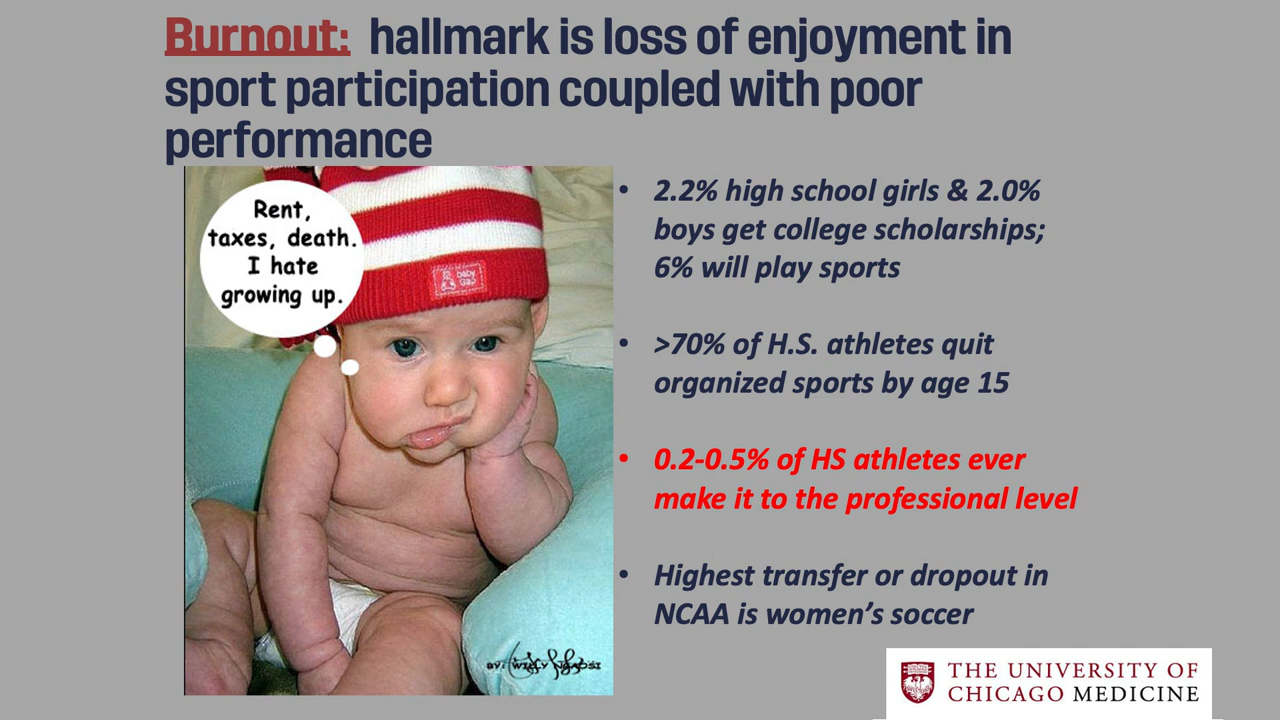 Burnout: hallmark is loss of enjoyment in
sport participation coupled with poor
performance
Rent,
taxes, death.
I hate
growing up.
baby
Gap
BY: WILLY NGADSI
• 2.2% high school girls & 2.0%
boys get college scholarships;
6% will play sports
• >70% of H.S. athletes quit
organized sports by age 15
• 0.2-0.5% of HS athletes ever
make it to the professional level
• Highest transfer or dropout in
NCAA is women’s soccer
THE UNIVERSITY OF
CHICAGO MEDICINE